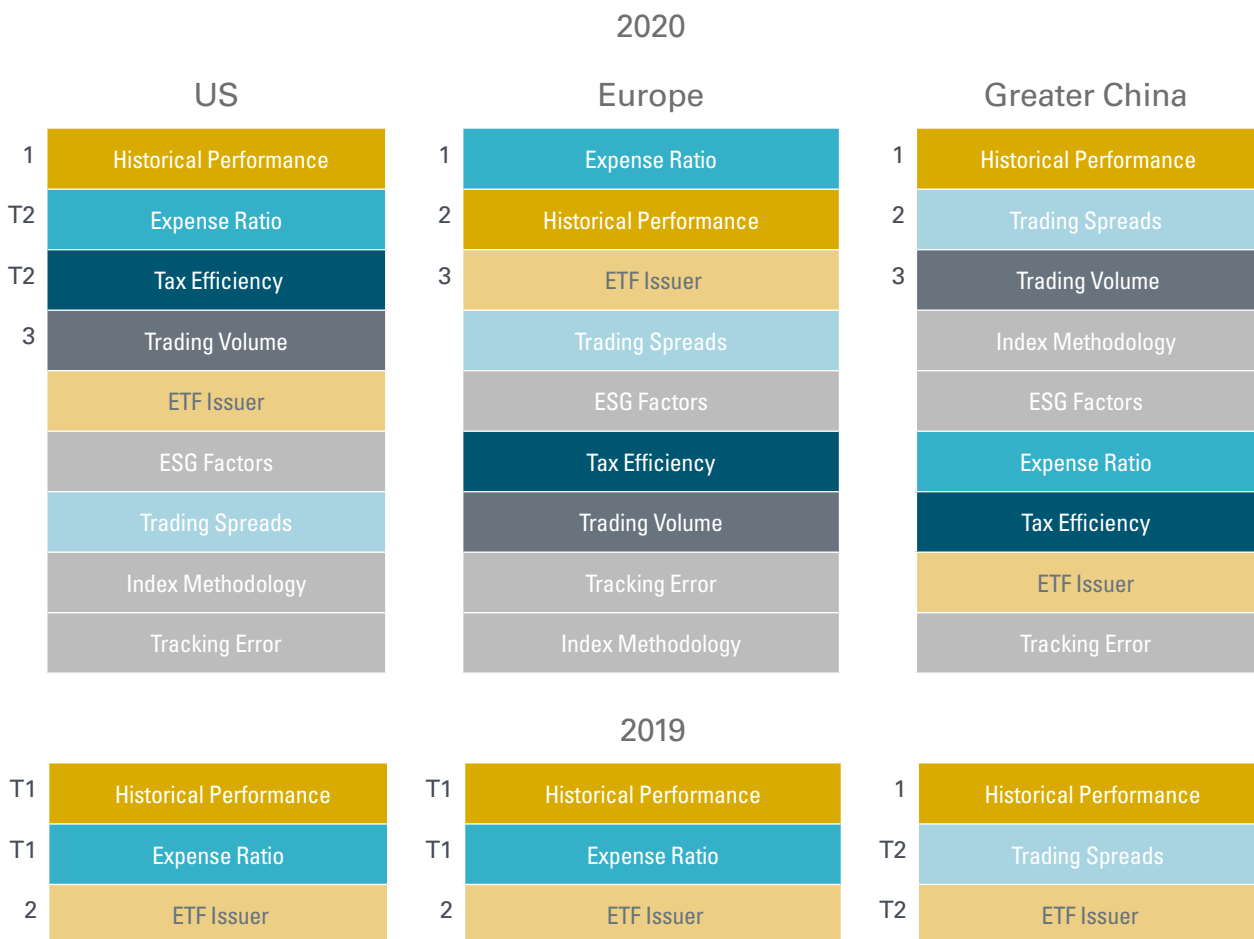 2020
US Europe Greater China
1 Historical Performance 1 Expense Ratio 1 Historical Performance
T2 Expense Ratio 2 Historical Performance 2 Trading Spreads
T2 Tax Efficiency 3 ETF Issuer 3 Trading Volume
3 Trading Volume Trading Spreads Index Methodology
ETF Issuer ESG Factors ESG Factors
ESG Factors Tax Efficiency Expense Ratio
Trading Spreads Trading Volume Tax Efficiency
Index Methodology Tracking Error ETF Issuer
Tracking Error Index Methodology Tracking Error
2019
T1 Historical Performance T1 Historical Performance 1 Historical Performance
T1 Expense Ratio T1 Expense Ratio T2 Trading Spreads
2 ETF Issuer 2 ETF Issuer T2 ETF Issuer